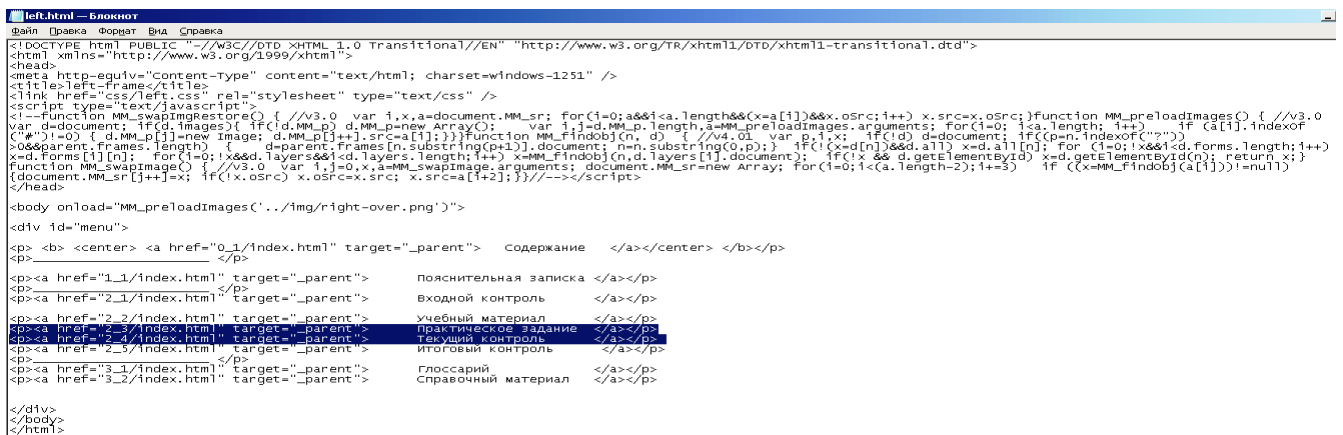 left.html — Блокнот
Файл Правка Формат Вид Справка
<!DOCTYPE html PUBLIC "-//W3C//DTD XHTML 1.0 Transitional//EN" "http://www.w3.org/TR/xhtml1/DTD/xhtml1-transitional.dtd">
<html xmlns="http://www.w3.org/1999/xhtml">
<head>
<meta http-equiv="Content-Type" content="text/html; charset=windows-1251" />
<title>left-frame</title>
<link href="css/left.css" rel="stylesheet" type="text/css" />
<script type="text/javascript">
<!--function MM_swapImgRestore() { //v3.0  var i,x,a=document.MM_sr; for(i=0;a&&i<a.length&&(x=a[i])&&x.oSrc;i++) x.src=x.oSrc;}function MM_preloadImages() { //v3.0
var d=document; if(d.images){ if(!d.MM_p) d.MM_p=new Array();    var i,j=d.MM_p.length,a=MM_preloadImages.arguments; for(i=0; i<a.length; i++)    if (a[i].indexOf
("#")!=0) { d.MM_p[j]=new Image; d.MM_p[j++].src=a[i];}}}function MM_findObj(n, d) { //v4.01  var p,i,x;  if(!d) d=document; if((p=n.indexOf("?"))
>0&&parent.frames.length)  {    d=parent.frames[n.substring(p+1)].document; n=n.substring(0,p);}  if(!(x=d[n])&&d.all) x=d.all[n]; for (i=0;!x&&i<d.forms.length;i++)
x=d.forms[i][n];  for(i=0;!x&&d.layers&&i<d.layers.length;i++) x=MM_findObj(n,d.layers[i].document);  if(!x && d.getElementById) x=d.getElementById(n); return x;}
function MM_swapImage() { //v3.0  var i,j=0,x,a=MM_swapImage.arguments; document.MM_sr=new Array; for(i=0;i<(a.length-2);i+=3)   if ((x=MM_findObj(a[i]))!=null)
{document.MM_sr[j++]=x; if(!x.oSrc) x.oSrc=x.src; x.src=a[i+2];}}//--></script>
</head>
<body onload="MM_preloadImages('../img/right-over.png')">
<div id="menu">
<p> <b> <center> <a href="0_1/index.html" target="_parent">   Содержание   </a></center> </b></p>
<p>______________________ </p>
<p><a href="1_1/index.html" target="_parent">      Пояснительная записка </a></p>
<p>______________________ </p>
<p><a href="2_1/index.html" target="_parent">      Входной контроль      </a></p>
<p><a href="2_2/index.html" target="_parent">      Учебный материал      </a></p>
<p><a href="2_3/index.html" target="_parent">      Практическое задание  </a></p>
<p><a href="2_4/index.html" target="_parent">      Текущий контроль      </a></p>
<p><a href="2_5/index.html" target="_parent">      Итоговый контроль      </a></p>
<p>______________________ </p>
<p><a href="3_1/index.html" target="_parent">      Глоссарий             </a></p>
<p><a href="3_2/index.html" target="_parent">      Справочный материал   </a></p>
</div>
</body>
</html>